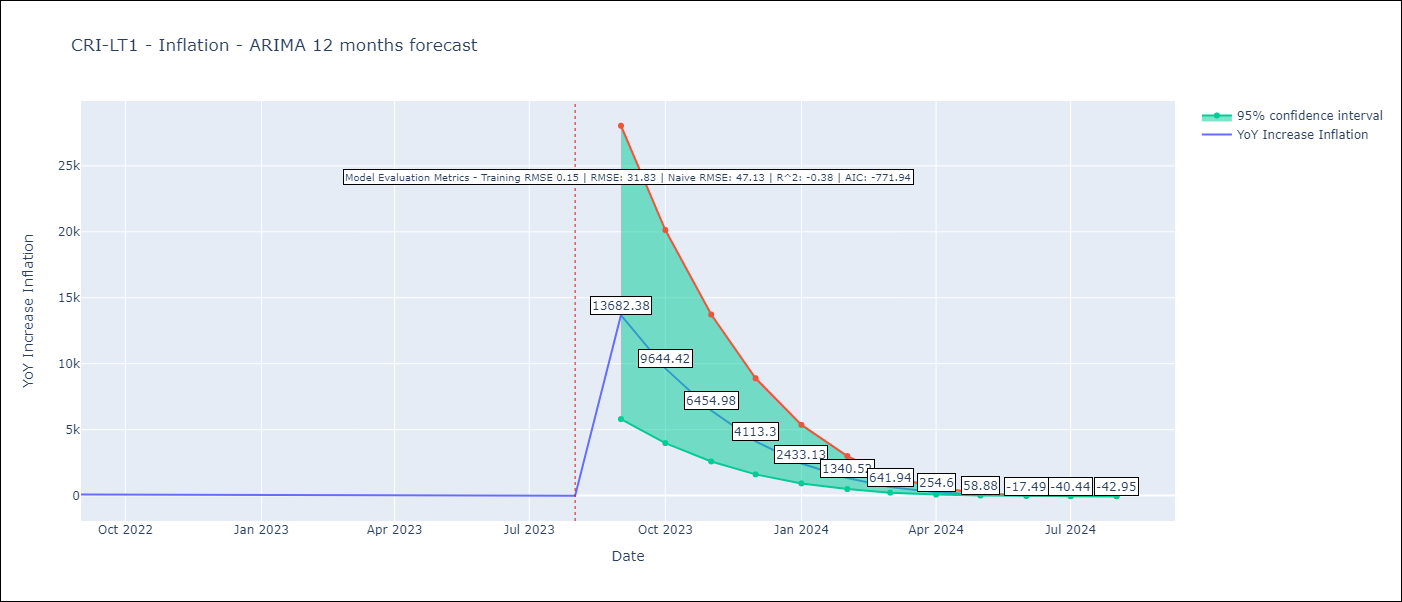 CRI-LT1 - Inflation - ARIMA 12 months forecast
95% confidence interval
YoY Increase Inflation
Model Evaluation Metrics - Training RMSE 0.15 | RMSE: 31.83 | Naive RMSE: 47.13 | R^2: -0.38 | AIC: -771.94
YoY Increase Inflation
25k
20k
15k
10k
5k
0
13682.38
9644.42
6454.98
4113.3
2433.13
1340.52
641.94
254.6
58.88
-17.49
-40.44
-42.95
Oct 2022
Jan 2023
Apr 2023
Jul 2023
Oct 2023
Jan 2024
Apr 2024
Jul 2024
Date